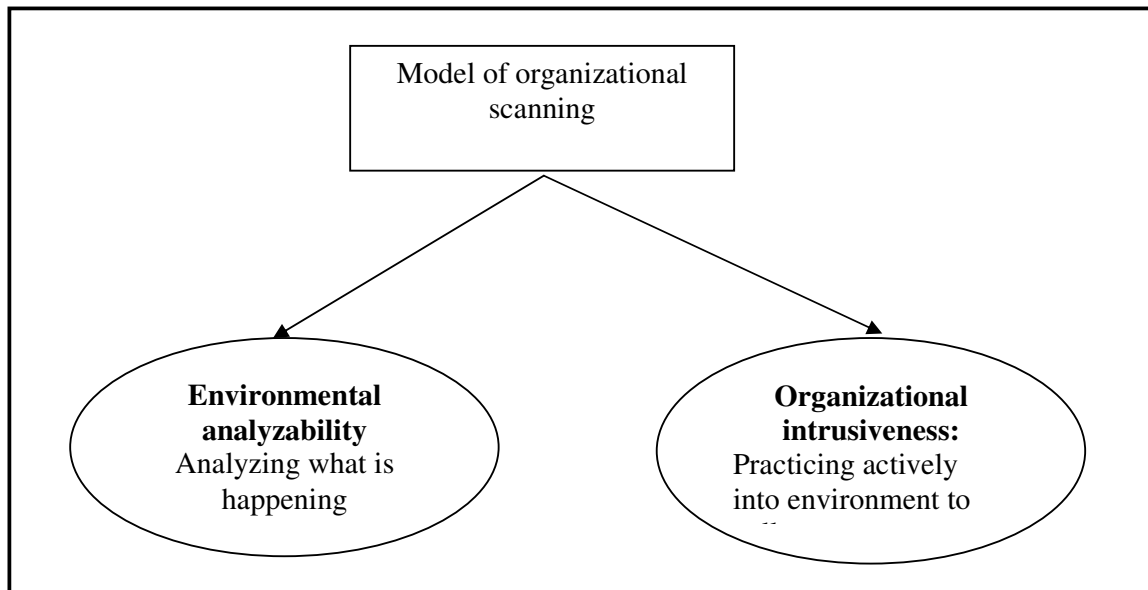 Model of organizational
scanning
Environmental
analyzability
Analyzing what is
happening
Organizational
intrusiveness:
Practicing actively
into environment to